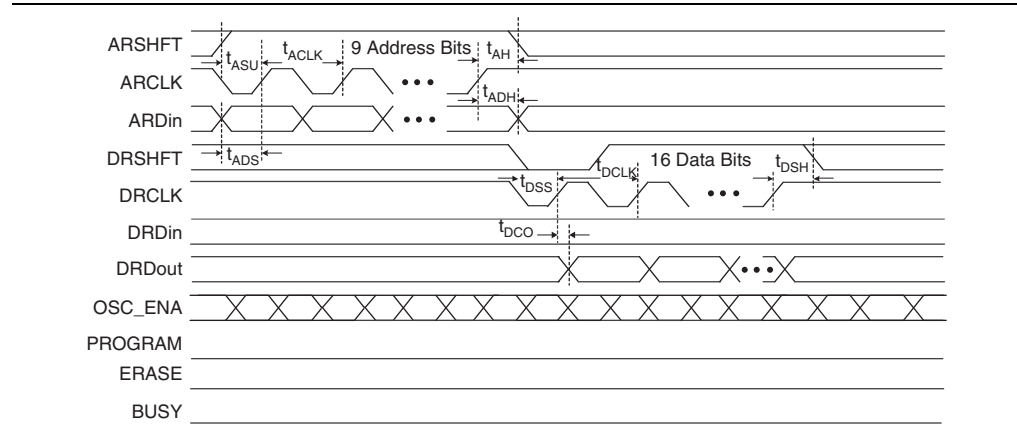 ARSHFT
tASU
tACLK
9 Address Bits
tAH
ARCLK
tADH
ARDin
tADS
DRSHFT
tDSS
tDCLK
16 Data Bits
tDSH
DRCLK
DRDin
tDCO
DRDout
OSC_ENA
PROGRAM
ERASE
BUSY